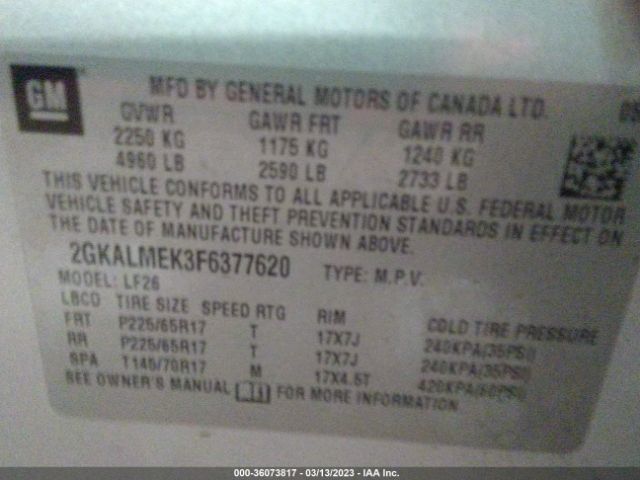 GM
MFD BY GENERAL MOTORS OF CANADA LTD.
GVWR GAWR FRT GAWR RR
2250 KG 1175 KG 1240 KG
4960 LB 2590 LB 2733 LB
THIS VEHICLE CONFORMS TO ALL APPLICABLE U.S. FEDERAL MOTOR
VEHICLE SAFETY AND THEFT PREVENTION STANDARDS IN EFFECT ON
THE DATE OF MANUFACTURE SHOWN ABOVE.
2GKALMEK3F6377620 TYPE: M.P.V.
MODEL: LF26
LBCO TIRE SIZE SPEED RTG RIM COLD TIRE PRESSURE
FRT P225/65R17 T 17X7J 240KPA(35PSI)
RR P225/65R17 T 17X7J 240KPA(35PSI)
SPA T145/70R17 M 17X4.5T 420KPA(60PSI)
SEE OWNER'S MANUAL FOR MORE INFORMATION
000-36073817 - 03/13/2023 - IAA Inc.